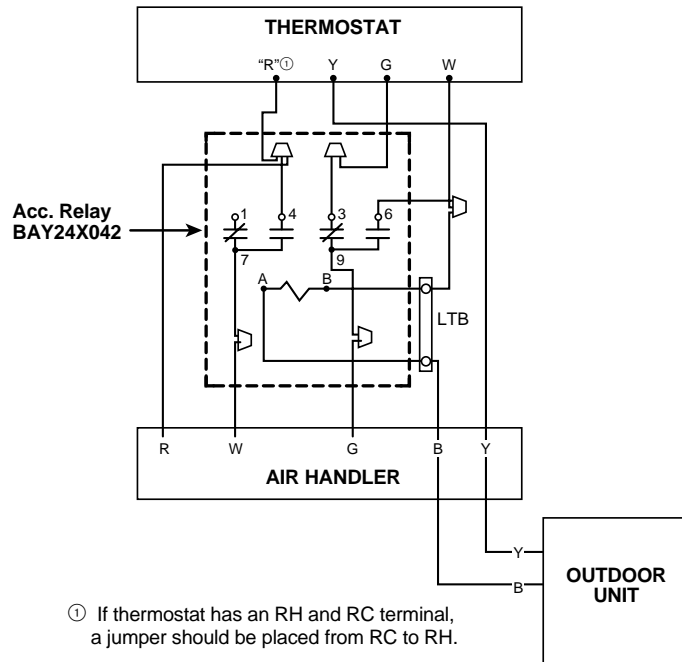 THERMOSTAT
“R”① Y G W
Acc. Relay
BAY24X042
1 4 3 6
7 9
A B
LTB
R W G B Y
AIR HANDLER
Y
B
OUTDOOR
UNIT
① If thermostat has an RH and RC terminal,
a jumper should be placed from RC to RH.